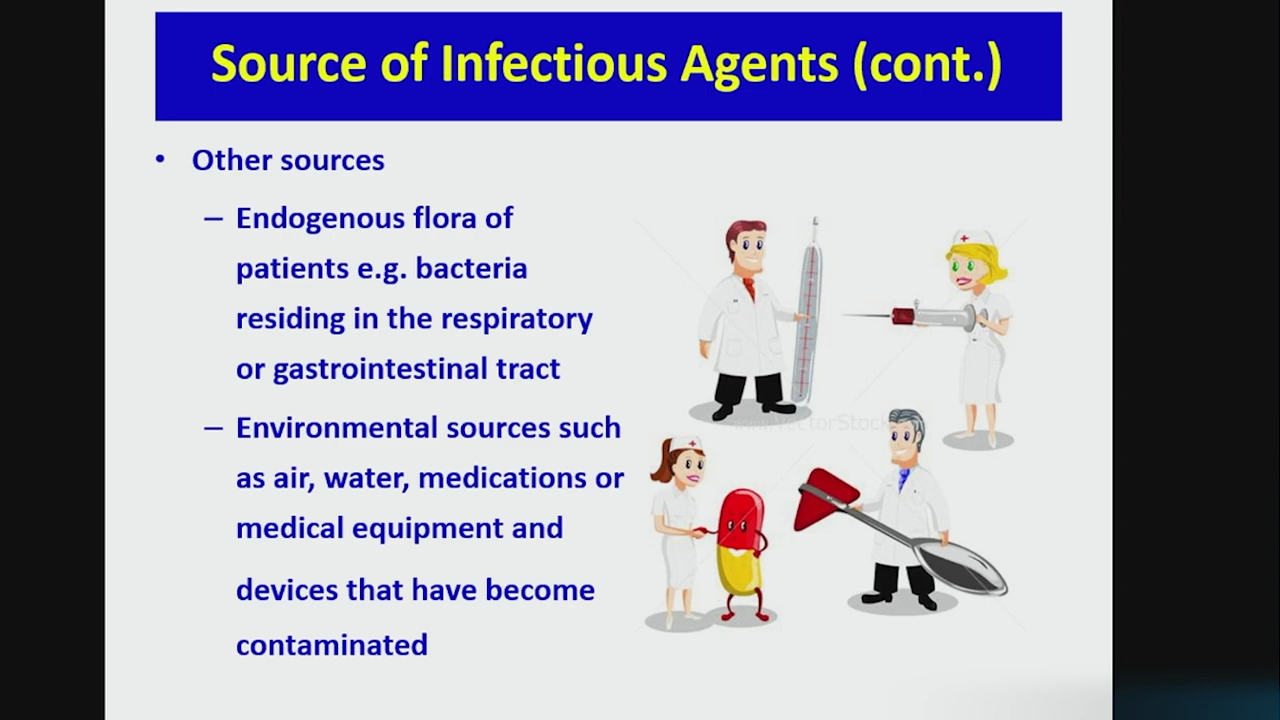 Source of Infectious Agents (cont.)
• Other sources
– Endogenous flora of
patients e.g. bacteria
residing in the respiratory
or gastrointestinal tract
– Environmental sources such
as air, water, medications or
medical equipment and
devices that have become
contaminated
VectorStock